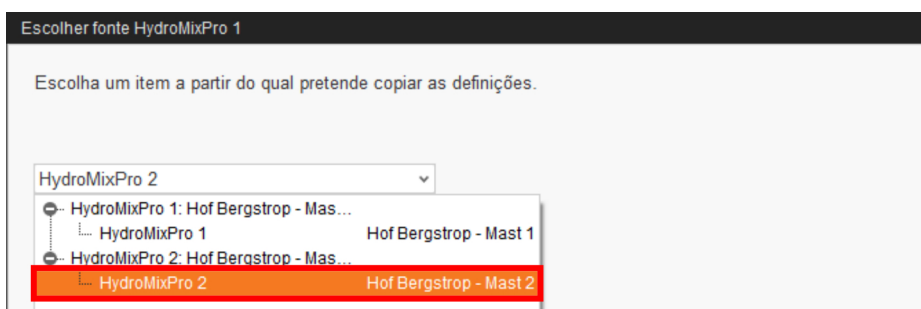 Escolher fonte HydroMixPro 1
Escolha um item a partir do qual pretende copiar as definições.
HydroMixPro 2
HydroMixPro 1: Hof Bergstrop - Mas...
HydroMixPro 1 Hof Bergstrop - Mast 1
HydroMixPro 2: Hof Bergstrop - Mas...
HydroMixPro 2 Hof Bergstrop - Mast 2